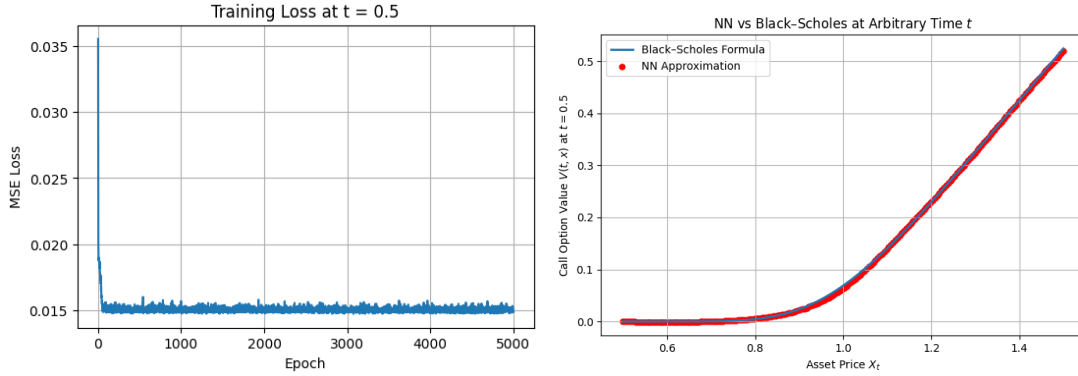 Training Loss at t = 0.5
0.035
0.030
0.025
0.020
0.015
MSE Loss
0
1000
2000
3000
4000
5000
Epoch
NN vs Black–Scholes at Arbitrary Time t
Black–Scholes Formula
NN Approximation
0.5
0.4
0.3
0.2
0.1
0.0
Call Option Value V(t, x) at t = 0.5
0.6
0.8
1.0
1.2
1.4
Asset Price Xₜ